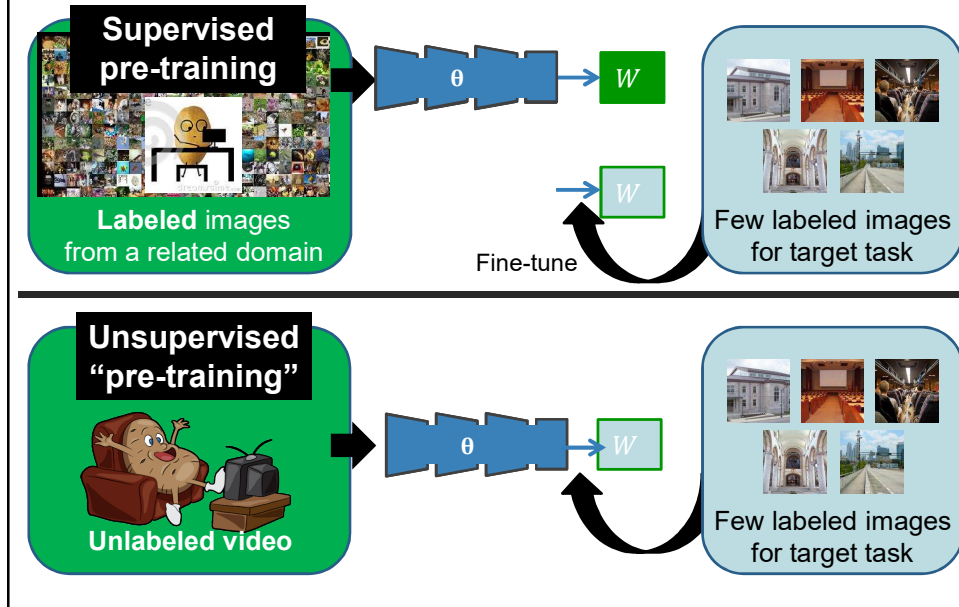 Supervised
pre-training
θ
W
dreamstime
Labeled images
from a related domain
W
Fine-tune
Few labeled images
for target task
Unsupervised
“pre-training”
θ
W
Unlabeled video
Few labeled images
for target task